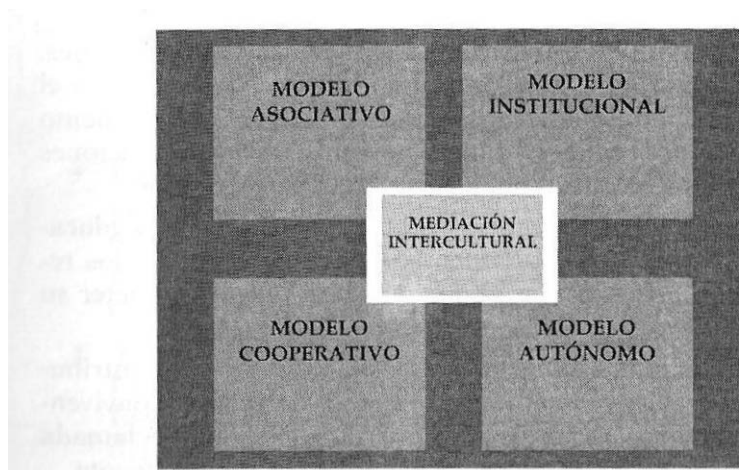 MODELO
ASOCIATIVO
MODELO
INSTITUCIONAL
MEDIACIÓN
INTERCULTURAL
MODELO
COOPERATIVO
MODELO
AUTÓNOMO